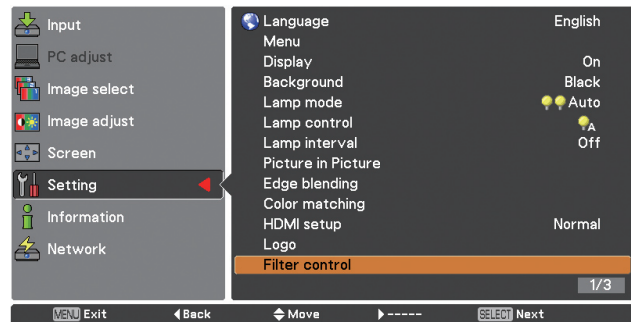 Input
PC adjust
Image select
Image adjust
Screen
Setting
Information
Network
Language English
Menu
Display On
Background Black
Lamp mode Auto
Lamp control A
Lamp interval Off
Picture in Picture
Edge blending
Color matching
HDMI setup Normal
Logo
Filter control
1/3
MENU Exit Back Move ----- SELECT Next